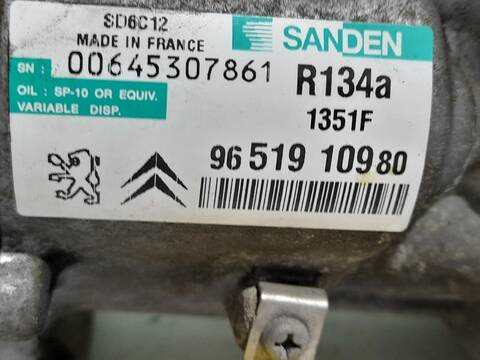 SD6C12
MADE IN FRANCE
SANDEN
SN : 00645307861
R134a
OIL : SP-10 OR EQUIV.
VARIABLE DISP.
1351F
96 519 109 80